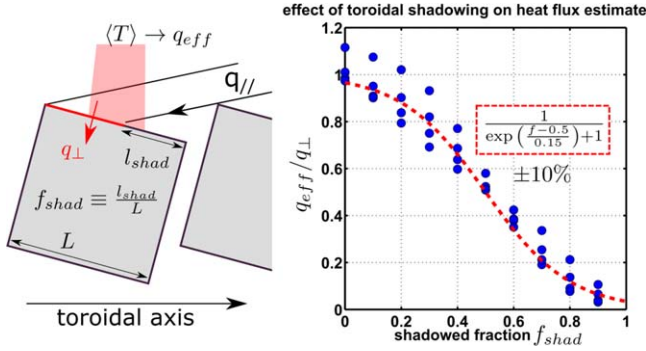 ⟨T⟩ → q_eff
q_//
q_⊥
l_shad
f_shad ≡ l_shad/L
L
toroidal axis
effect of toroidal shadowing on heat flux estimate
1.2
1
0.8
0.6
0.4
0.2
0
q_eff/q_⊥
1/(exp((f−0.5)/0.15)+1)
±10%
0 0.2 0.4 0.6 0.8 1
shadowed fraction f_shad